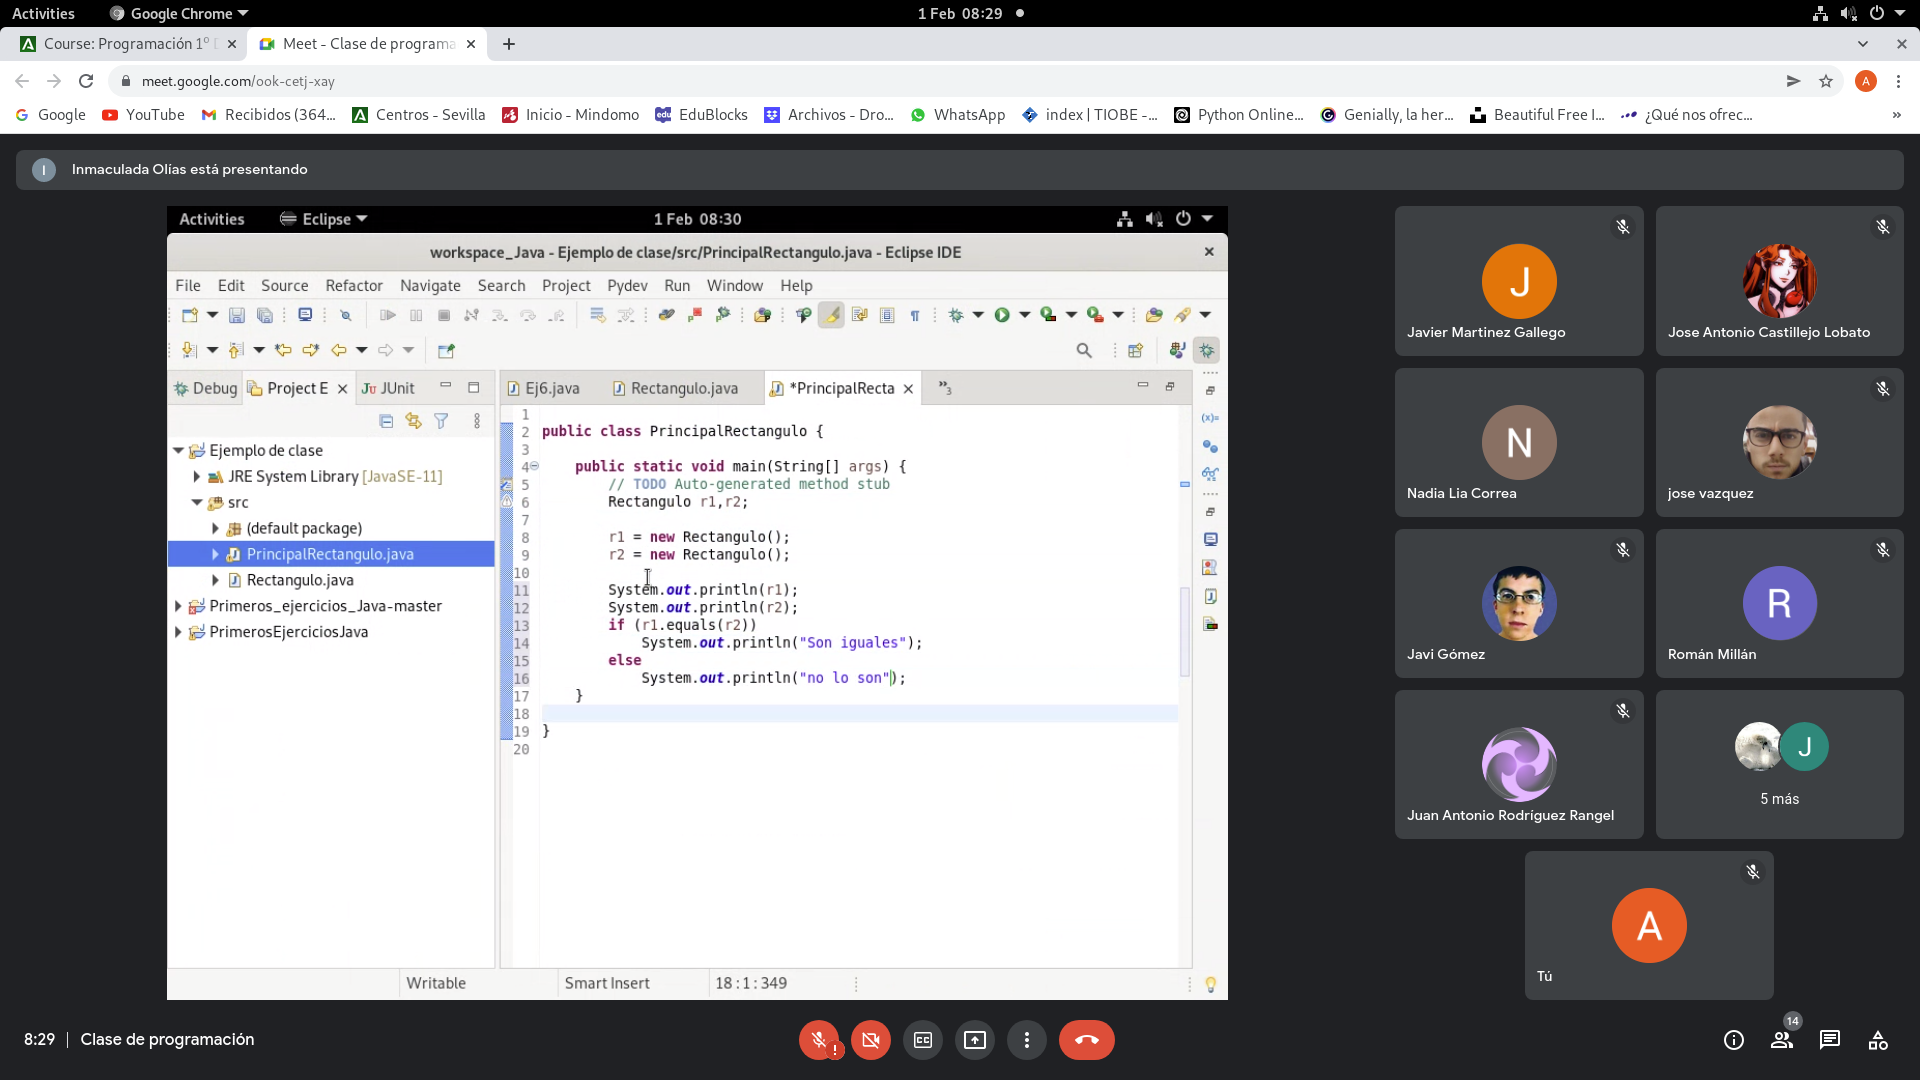 Activities Google Chrome 1 Feb 08:29
Course: Programación 1º D Meet - Clase de programa
meet.google.com/ook-cetj-xay A
Google YouTube Recibidos (364... Centros - Sevilla Inicio - Mindomo EduBlocks Archivos - Dro... WhatsApp index | TIOBE -... Python Online... Genially, la her... Beautiful Free I... ¿Qué nos ofrec... »
I Inmaculada Olías está presentando
Activities Eclipse 1 Feb 08:30
workspace_Java - Ejemplo de clase/src/PrincipalRectangulo.java - Eclipse IDE
File Edit Source Refactor Navigate Search Project Pydev Run Window Help
Debug Project E JUnit
Ej6.java Rectangulo.java *PrincipalRecta »3
Ejemplo de clase
JRE System Library [JavaSE-11]
src
(default package)
PrincipalRectangulo.java
Rectangulo.java
Primeros_ejercicios_Java-master
PrimerosEjerciciosJava
1
2 public class PrincipalRectangulo {
3
4 public static void main(String[] args) {
5 // TODO Auto-generated method stub
6 Rectangulo r1,r2;
7
8 r1 = new Rectangulo();
9 r2 = new Rectangulo();
10
11 System.out.println(r1);
12 System.out.println(r2);
13 if (r1.equals(r2))
14 System.out.println("Son iguales");
15 else
16 System.out.println("no lo son");
17 }
18
19 }
20
Writable Smart Insert 18 : 1 : 349
J
Javier Martinez Gallego
Jose Antonio Castillejo Lobato
N
Nadia Lia Correa
jose vazquez
Javi Gómez
R
Román Millán
Juan Antonio Rodríguez Rangel
J
5 más
A
Tú
8:29 Clase de programación
14